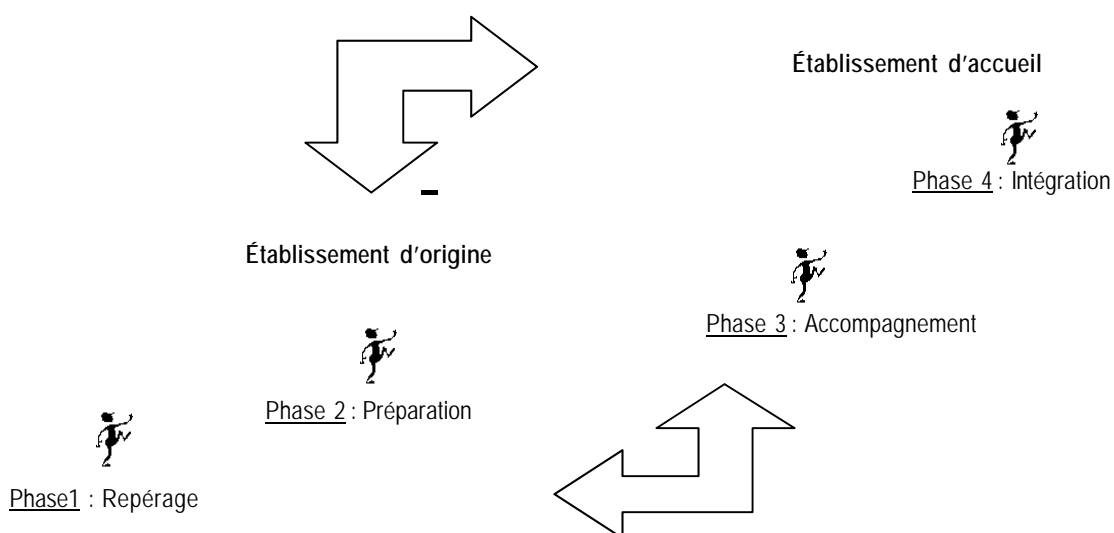 Établissement d'accueil
Phase 4 : Intégration
Établissement d'origine
Phase 3 : Accompagnement
Phase 2 : Préparation
Phase1 : Repérage